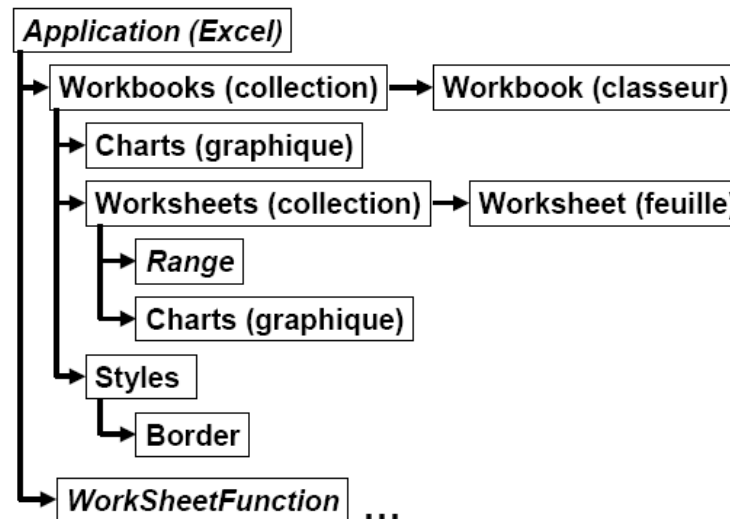 Application (Excel)
Workbooks (collection) Workbook (classeur)
Charts (graphique)
Worksheets (collection) Worksheet (feuille)
Range
Charts (graphique)
Styles
Border
WorkSheetFunction ...